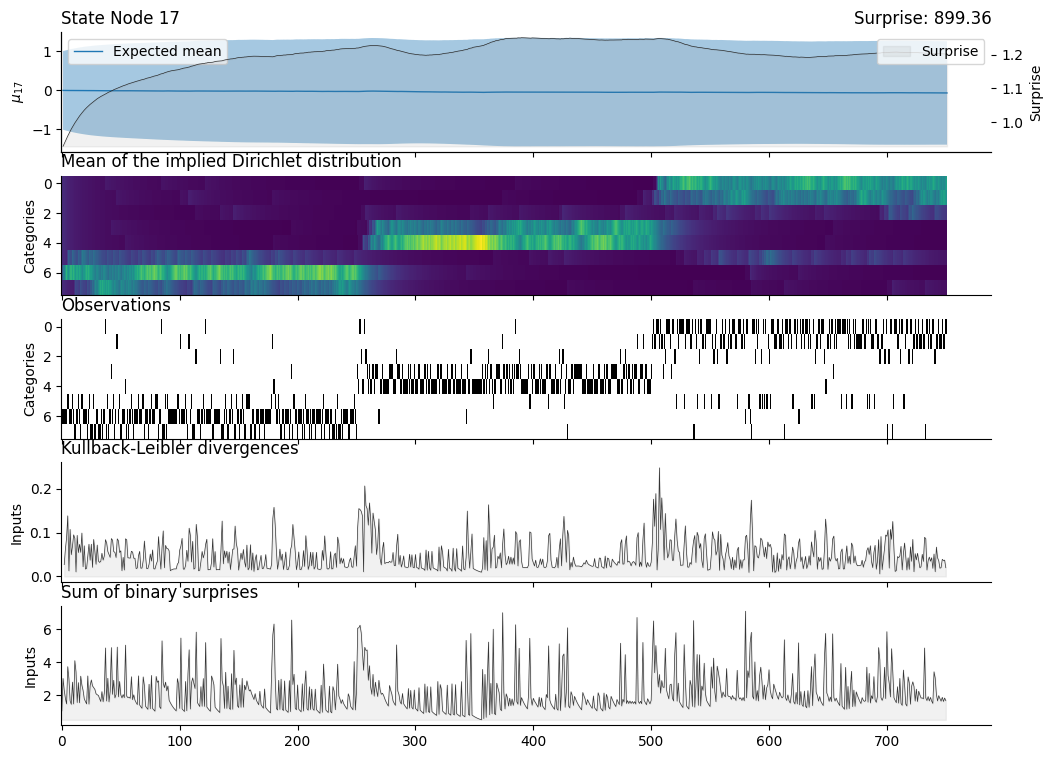 State Node 17
Surprise: 899.36
Expected mean
Surprise
μ17
1
0
−1
1.2
1.1
1.0
Surprise
Mean of the implied Dirichlet distribution
Categories
0
2
4
6
Observations
Categories
0
2
4
6
Kullback-Leibler divergences
Inputs
0.2
0.1
0.0
Sum of binary surprises
Inputs
6
4
2
0 100 200 300 400 500 600 700